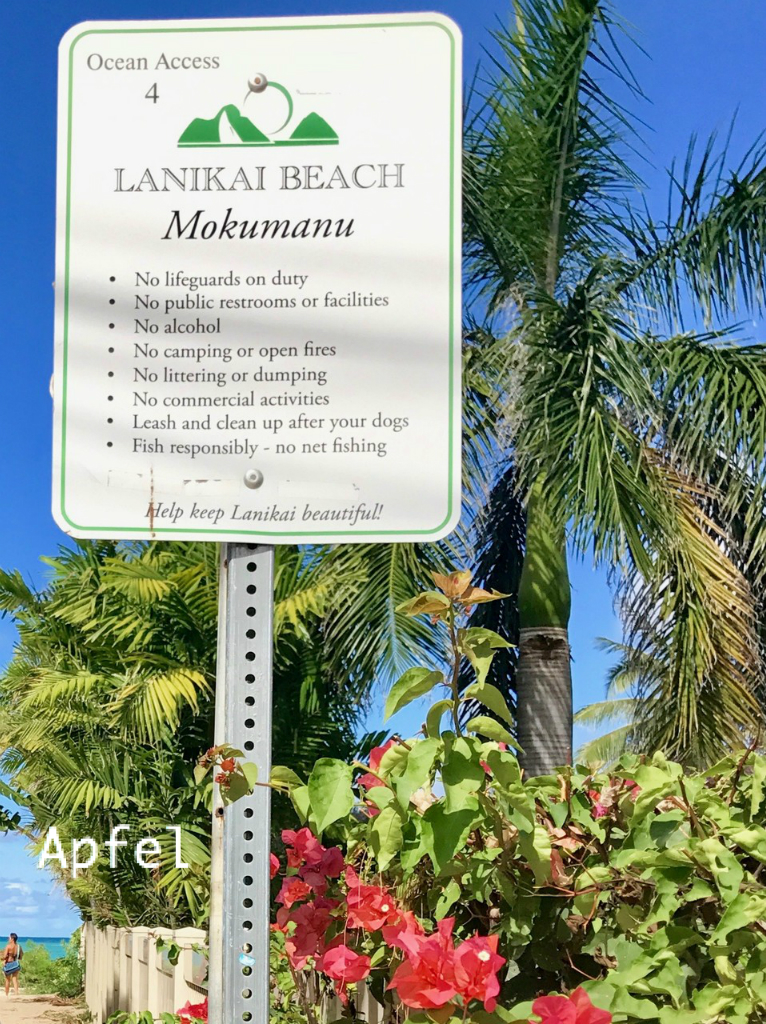 Ocean Access
4
LANIKAI BEACH
Mokumanu
• No lifeguards on duty
• No public restrooms or facilities
• No alcohol
• No camping or open fires
• No littering or dumping
• No commercial activities
• Leash and clean up after your dogs
• Fish responsibly - no net fishing
Help keep Lanikai beautiful!
Apfel